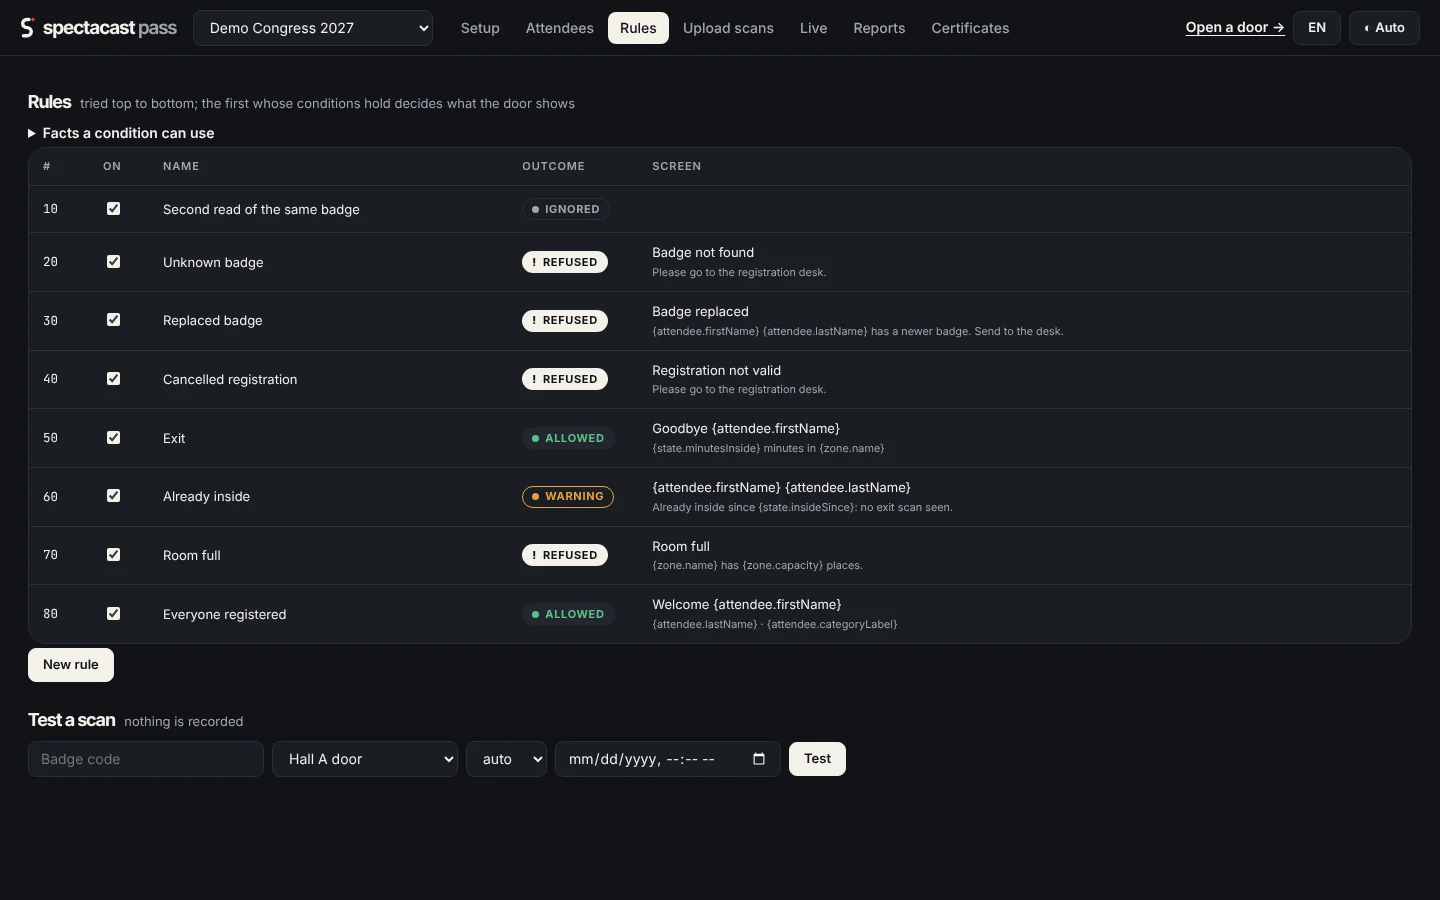 spectacast pass
Demo Congress 2027
Setup
Attendees
Rules
Upload scans
Live
Reports
Certificates
Open a door →
EN
Auto
Rules tried top to bottom; the first whose conditions hold decides what the door shows
Facts a condition can use
# ON NAME OUTCOME SCREEN
10 Second read of the same badge IGNORED
20 Unknown badge ! REFUSED Badge not found
Please go to the registration desk.
30 Replaced badge ! REFUSED Badge replaced
{attendee.firstName} {attendee.lastName} has a newer badge. Send to the desk.
40 Cancelled registration ! REFUSED Registration not valid
Please go to the registration desk.
50 Exit ALLOWED Goodbye {attendee.firstName}
{state.minutesInside} minutes in {zone.name}
60 Already inside WARNING {attendee.firstName} {attendee.lastName}
Already inside since {state.insideSince}: no exit scan seen.
70 Room full ! REFUSED Room full
{zone.name} has {zone.capacity} places.
80 Everyone registered ALLOWED Welcome {attendee.firstName}
{attendee.lastName} · {attendee.categoryLabel}
New rule
Test a scan nothing is recorded
Badge code
Hall A door
auto
mm/dd/yyyy, --:-- --
Test